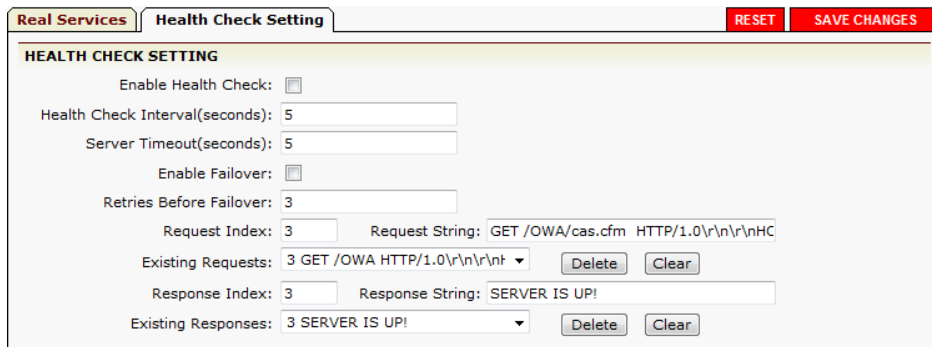 Real Services Health Check Setting RESET SAVE CHANGES
HEALTH CHECK SETTING
Enable Health Check:
Health Check Interval(seconds): 5
Server Timeout(seconds): 5
Enable Failover:
Retries Before Failover: 3
Request Index: 3 Request String: GET /OWA/cas.cfm HTTP/1.0\r\n\r\nHO
Existing Requests: 3 GET /OWA HTTP/1.0\r\n\r\nH Delete Clear
Response Index: 3 Response String: SERVER IS UP!
Existing Responses: 3 SERVER IS UP! Delete Clear